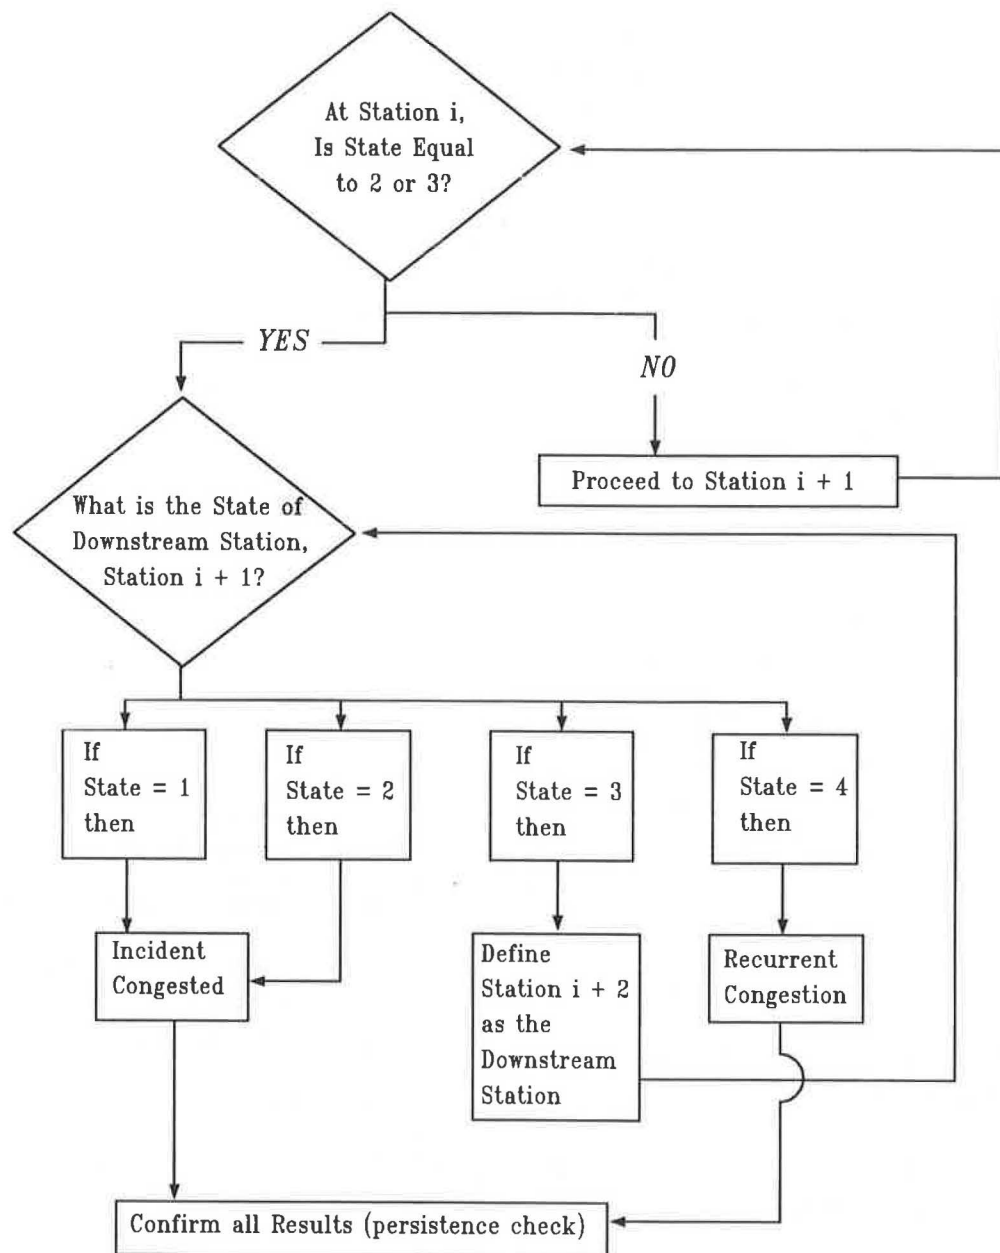 At Station i,
Is State Equal
to 2 or 3?
YES
NO
Proceed to Station i + 1
What is the State of
Downstream Station,
Station i + 1?
If
State = 1
then
If
State = 2
then
If
State = 3
then
If
State = 4
then
Incident
Congested
Define
Station i + 2
as the
Downstream
Station
Recurrent
Congestion
Confirm all Results (persistence check)